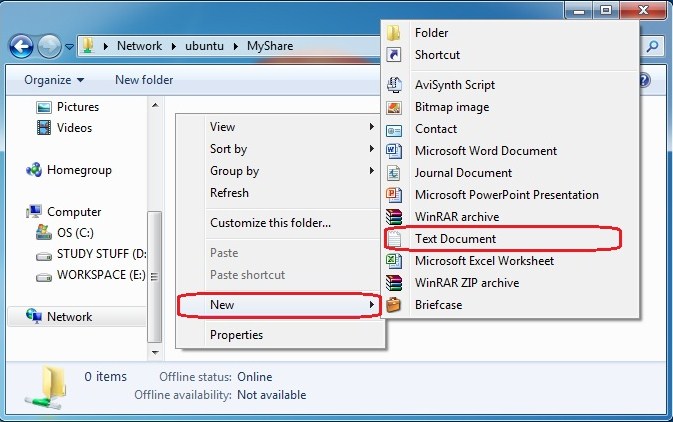 Network ▸ ubuntu ▸ MyShare
Organize ▾ New folder
Pictures
Videos
Homegroup
Computer
OS (C:)
STUDY STUFF (D:
WORKSPACE (E:)
Network
View
Sort by
Group by
Refresh
Customize this folder...
Paste
Paste shortcut
New
Properties
Folder
Shortcut
AviSynth Script
Bitmap image
Contact
Microsoft Word Document
Journal Document
Microsoft PowerPoint Presentation
WinRAR archive
Text Document
Microsoft Excel Worksheet
WinRAR ZIP archive
Briefcase
0 items Offline status: Online
Offline availability: Not available